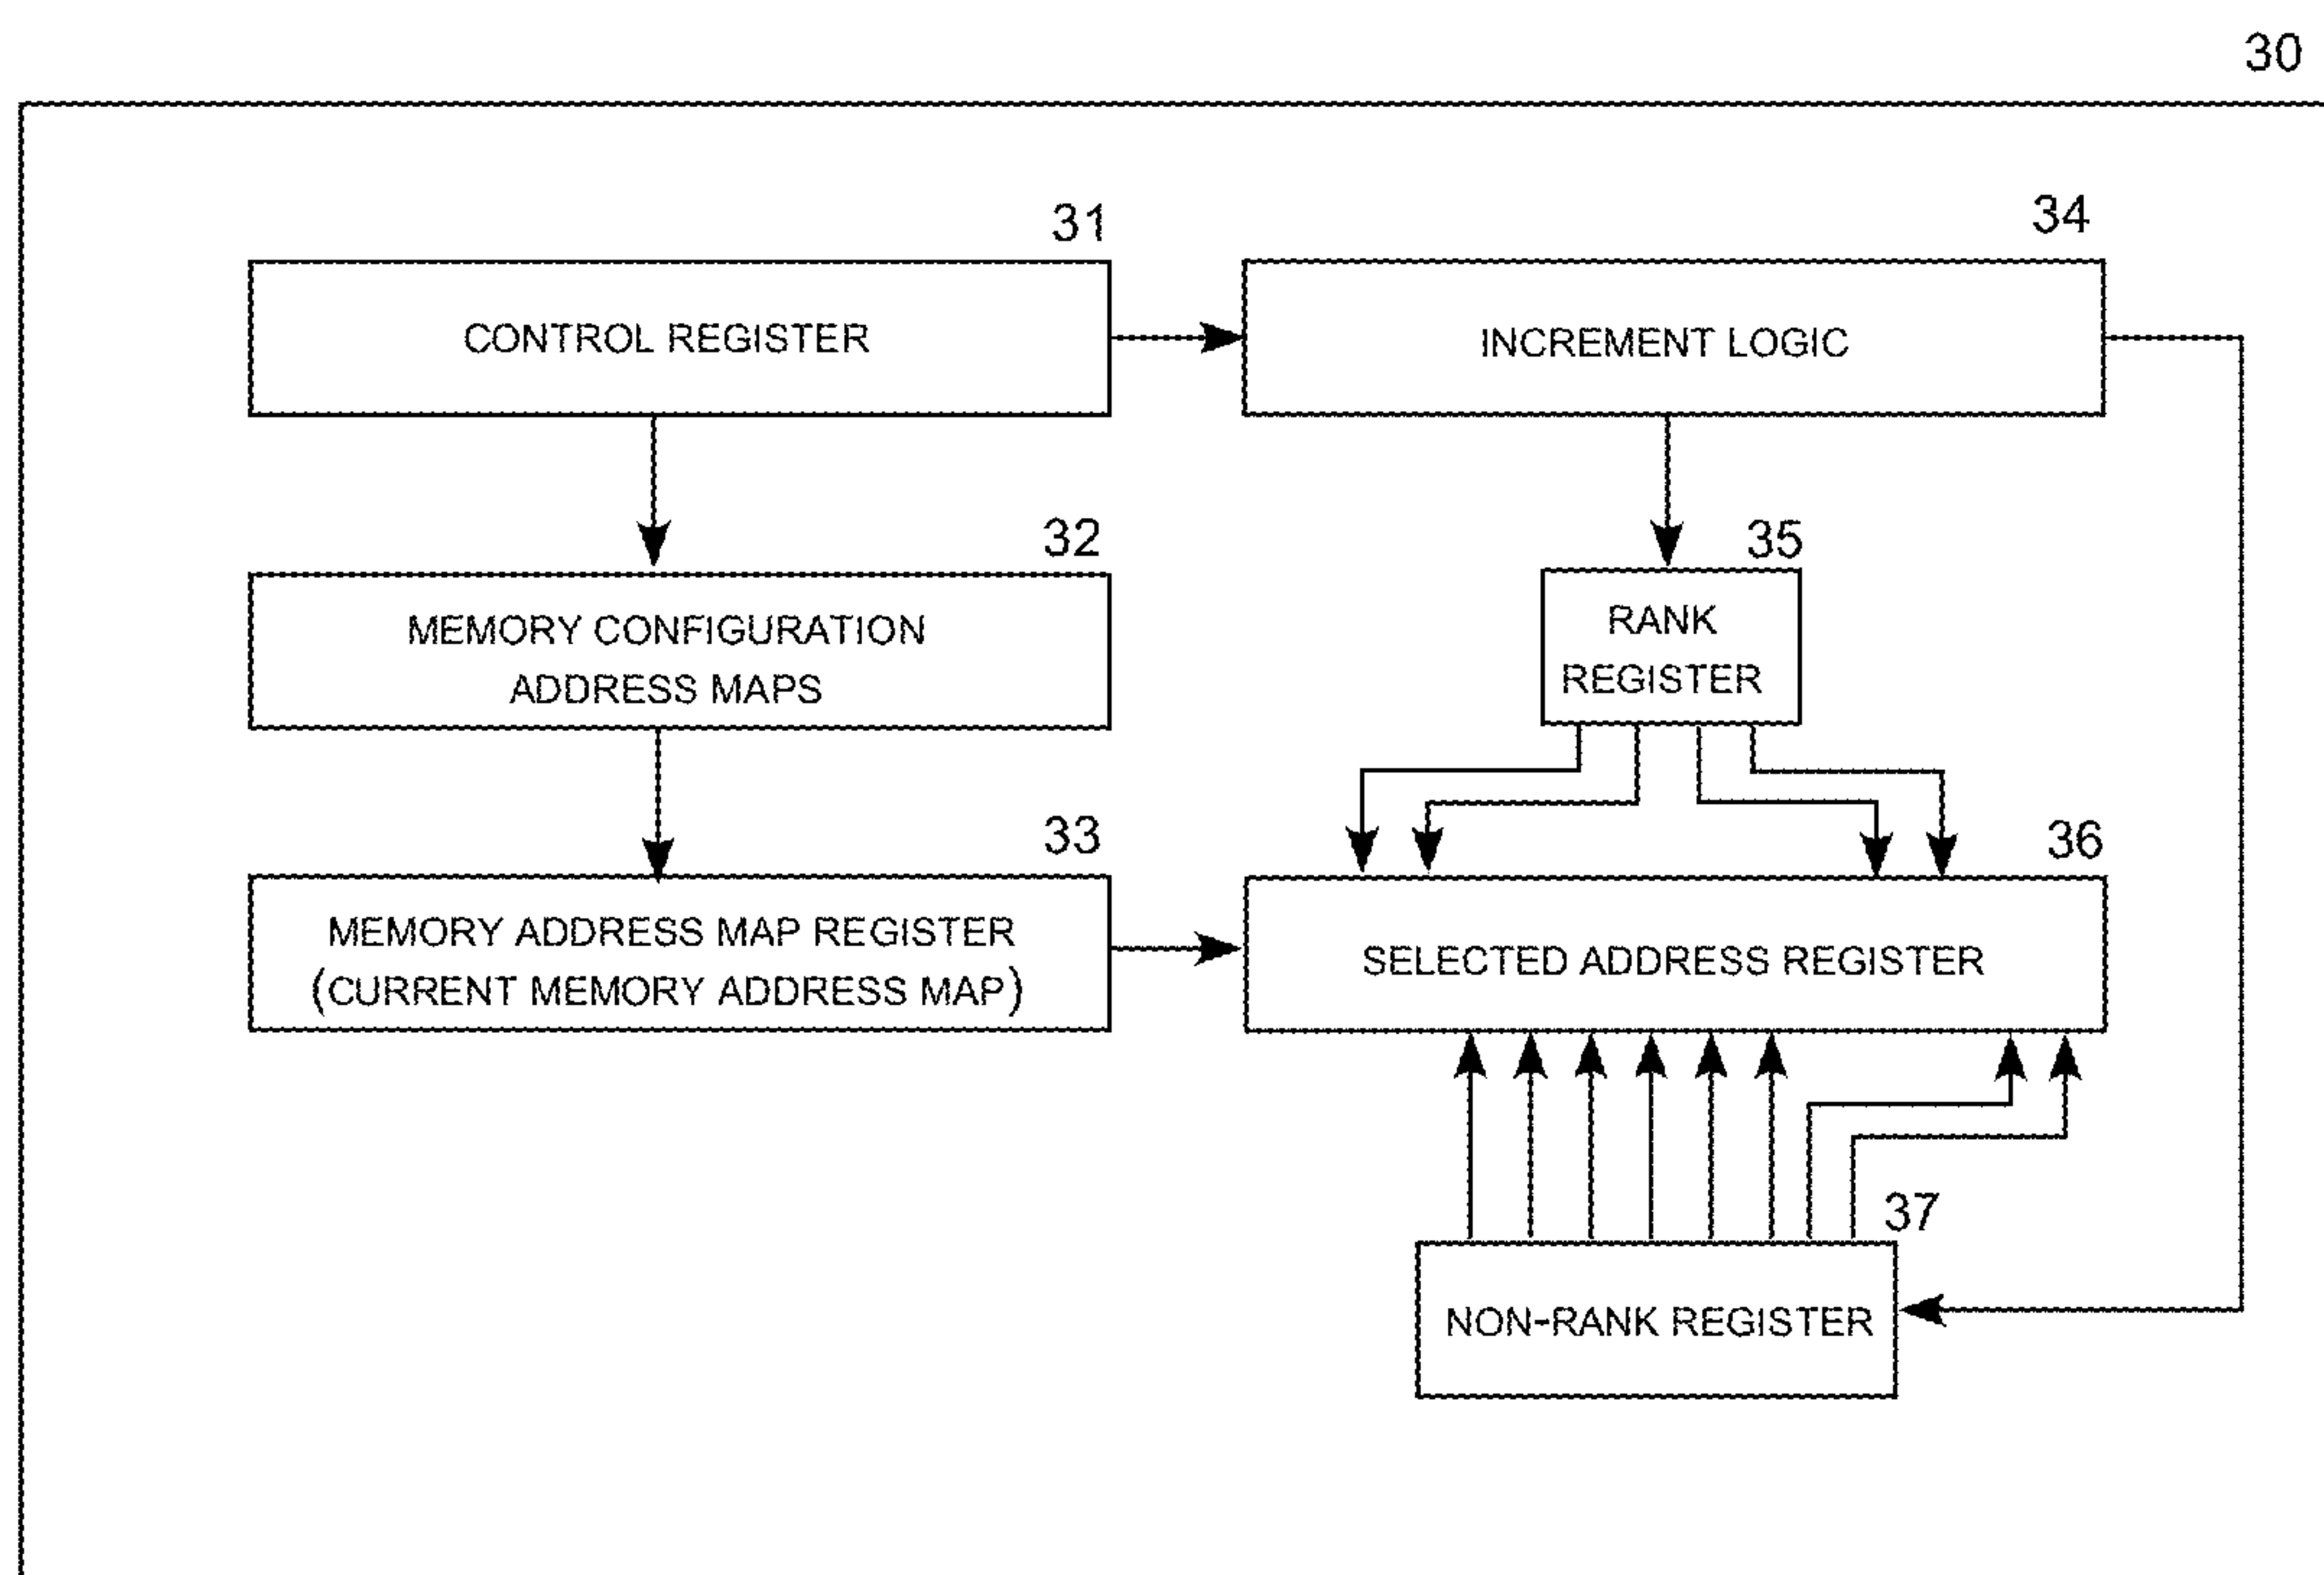 30
31
34
CONTROL REGISTER
INCREMENT LOGIC
32
35
MEMORY CONFIGURATION
ADDRESS MAPS
RANK
REGISTER
33
36
MEMORY ADDRESS MAP REGISTER
(CURRENT MEMORY ADDRESS MAP)
SELECTED ADDRESS REGISTER
37
NON-RANK REGISTER